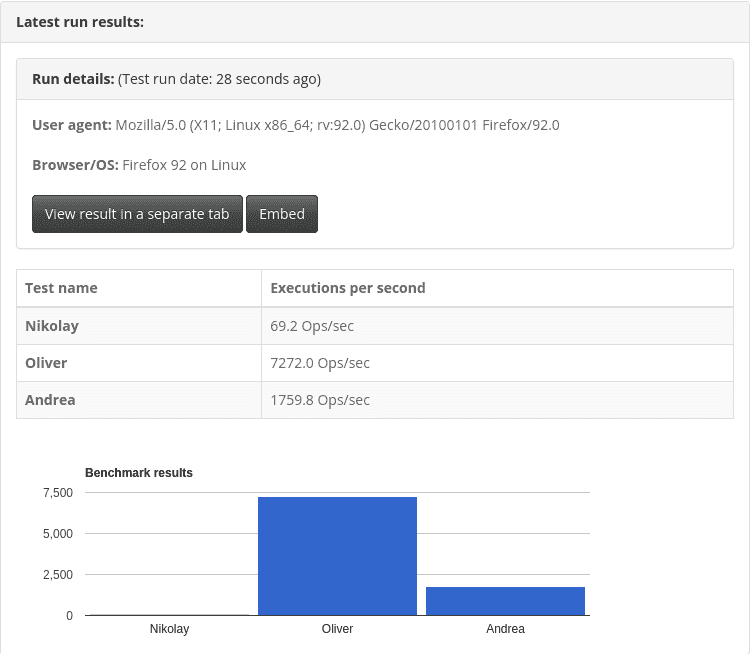 Latest run results:
Run details: (Test run date: 28 seconds ago)
User agent: Mozilla/5.0 (X11; Linux x86_64; rv:92.0) Gecko/20100101 Firefox/92.0
Browser/OS: Firefox 92 on Linux
View result in a separate tab Embed
Test name Executions per second
Nikolay 69.2 Ops/sec
Oliver 7272.0 Ops/sec
Andrea 1759.8 Ops/sec
Benchmark results
7,500
5,000
2,500
0
Nikolay Oliver Andrea